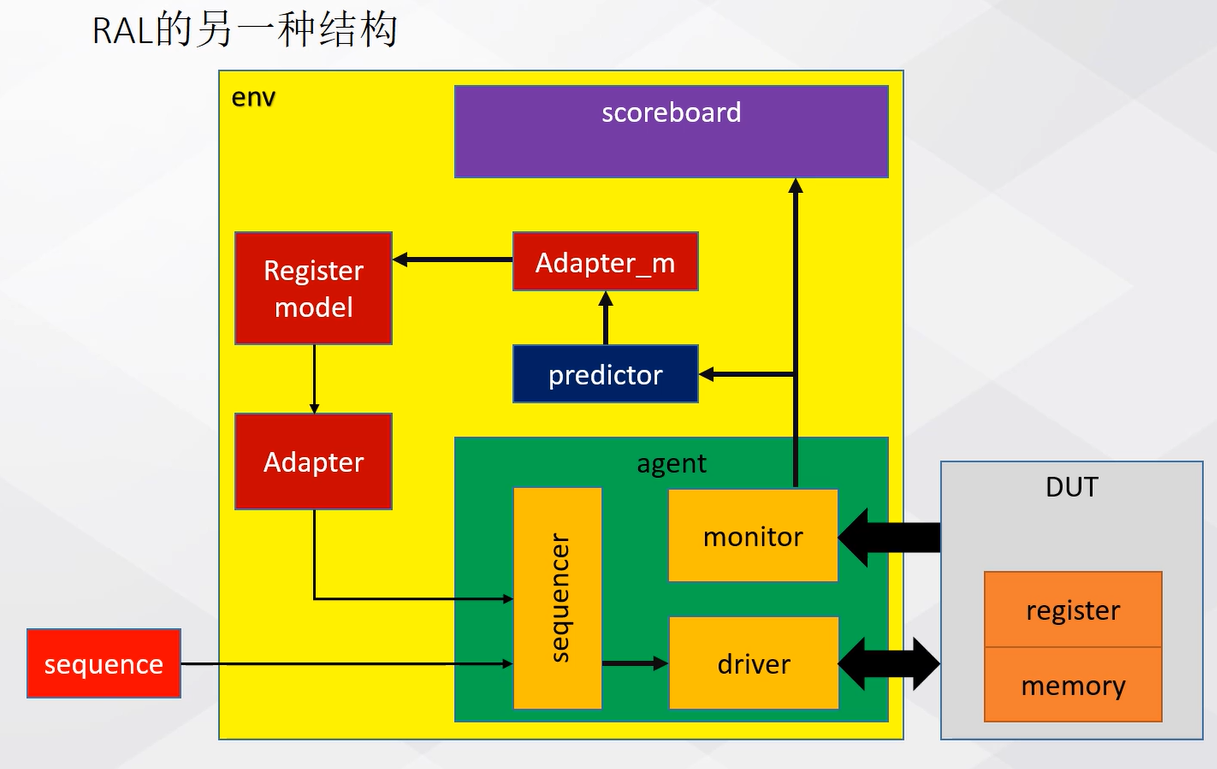 RAL的另一种结构
env
scoreboard
Register
model
Adapter_m
predictor
Adapter
agent
sequencer
monitor
driver
sequence
DUT
register
memory